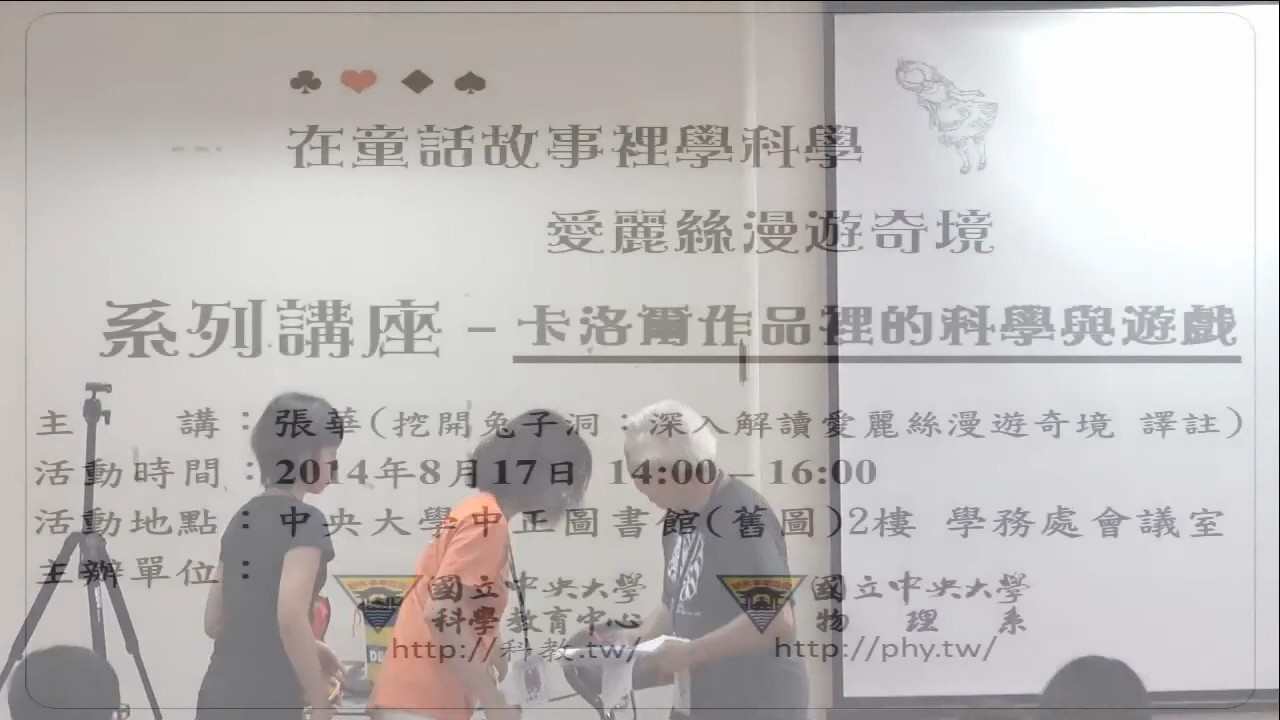 在童話故事裡學科學
愛麗絲漫遊奇境
系列講座－卡洛爾作品裡的科學與遊戲
主　　講：張華(挖開兔子洞：深入解讀愛麗絲漫遊奇境 譯註)
活動時間：2014年8月17日 14:00－16:00
活動地點：中央大學中正圖書館(舊圖)2樓 學務處會議室
主辦單位：
國立中央大學
科學教育中心
http://科教.tw/
國立中央大學
物　理　系
http://phy.tw/